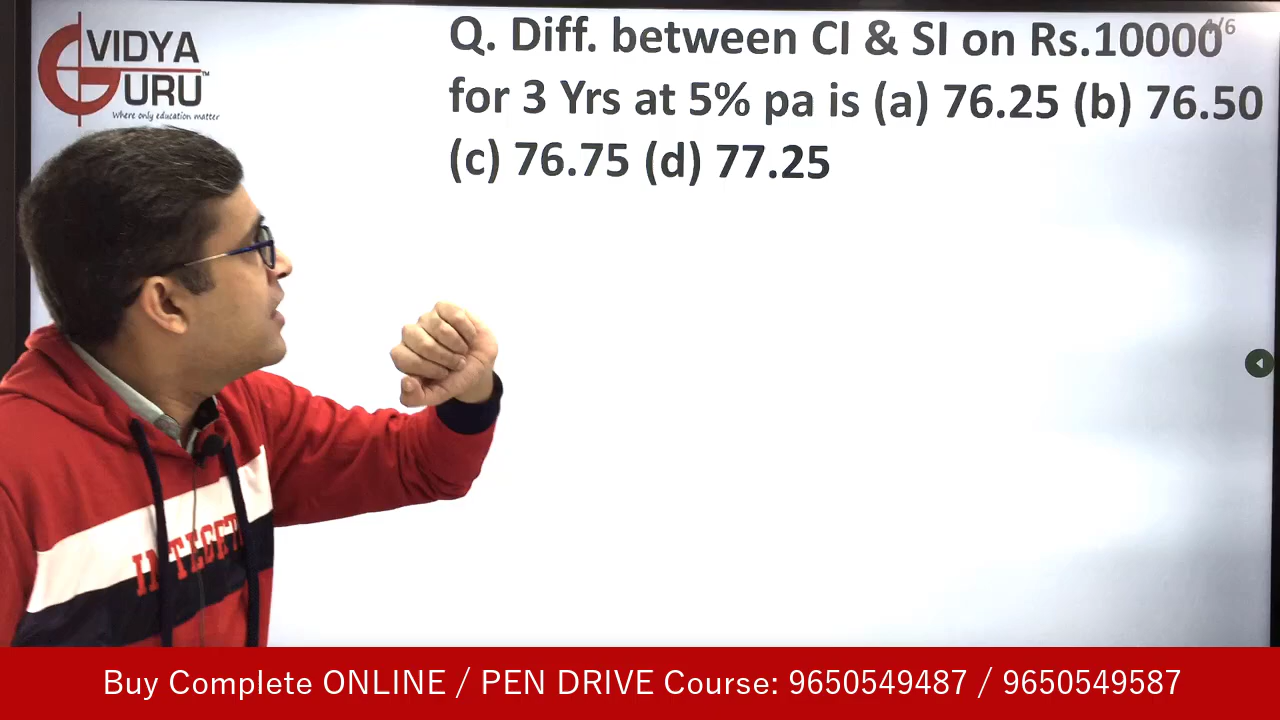 VIDYA
GURU™
Where only education matter
Q. Diff. between CI & SI on Rs.10000
for 3 Yrs at 5% pa is (a) 76.25 (b) 76.50
(c) 76.75 (d) 77.25
Buy Complete ONLINE / PEN DRIVE Course: 9650549487 / 9650549587